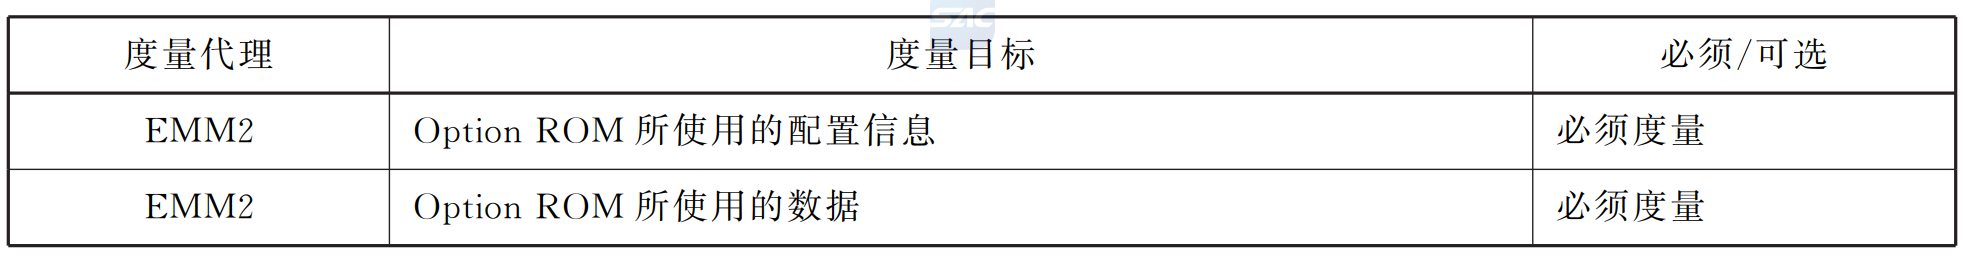 SAC
度量代理 度量目标 必须/可选
EMM2 Option ROM 所使用的配置信息 必须度量
EMM2 Option ROM 所使用的数据 必须度量